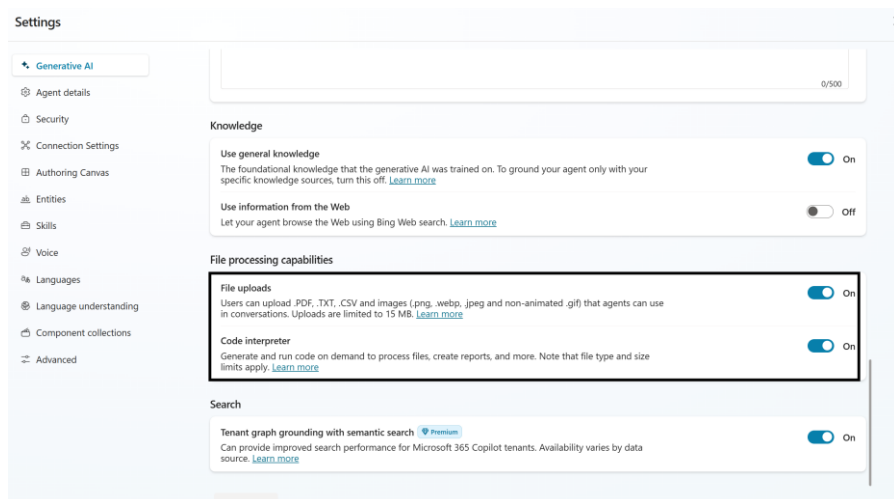 Settings
Generative AI
Agent details
Security
Connection Settings
Authoring Canvas
Entities
Skills
Voice
Languages
Language understanding
Component collections
Advanced
0/500
Knowledge
Use general knowledge
The foundational knowledge that the generative AI was trained on. To ground your agent only with your
specific knowledge sources, turn this off. Learn more
On
Use information from the Web
Let your agent browse the Web using Bing Web search. Learn more
Off
File processing capabilities
File uploads
Users can upload .PDF, .TXT, .CSV and images (.png, .webp, .jpeg and non-animated .gif) that agents can use
in conversations. Uploads are limited to 15 MB. Learn more
On
Code interpreter
Generate and run code on demand to process files, create reports, and more. Note that file type and size
limits apply. Learn more
On
Search
Tenant graph grounding with semantic search Premium
Can provide improved search performance for Microsoft 365 Copilot tenants. Availability varies by data
source. Learn more
On